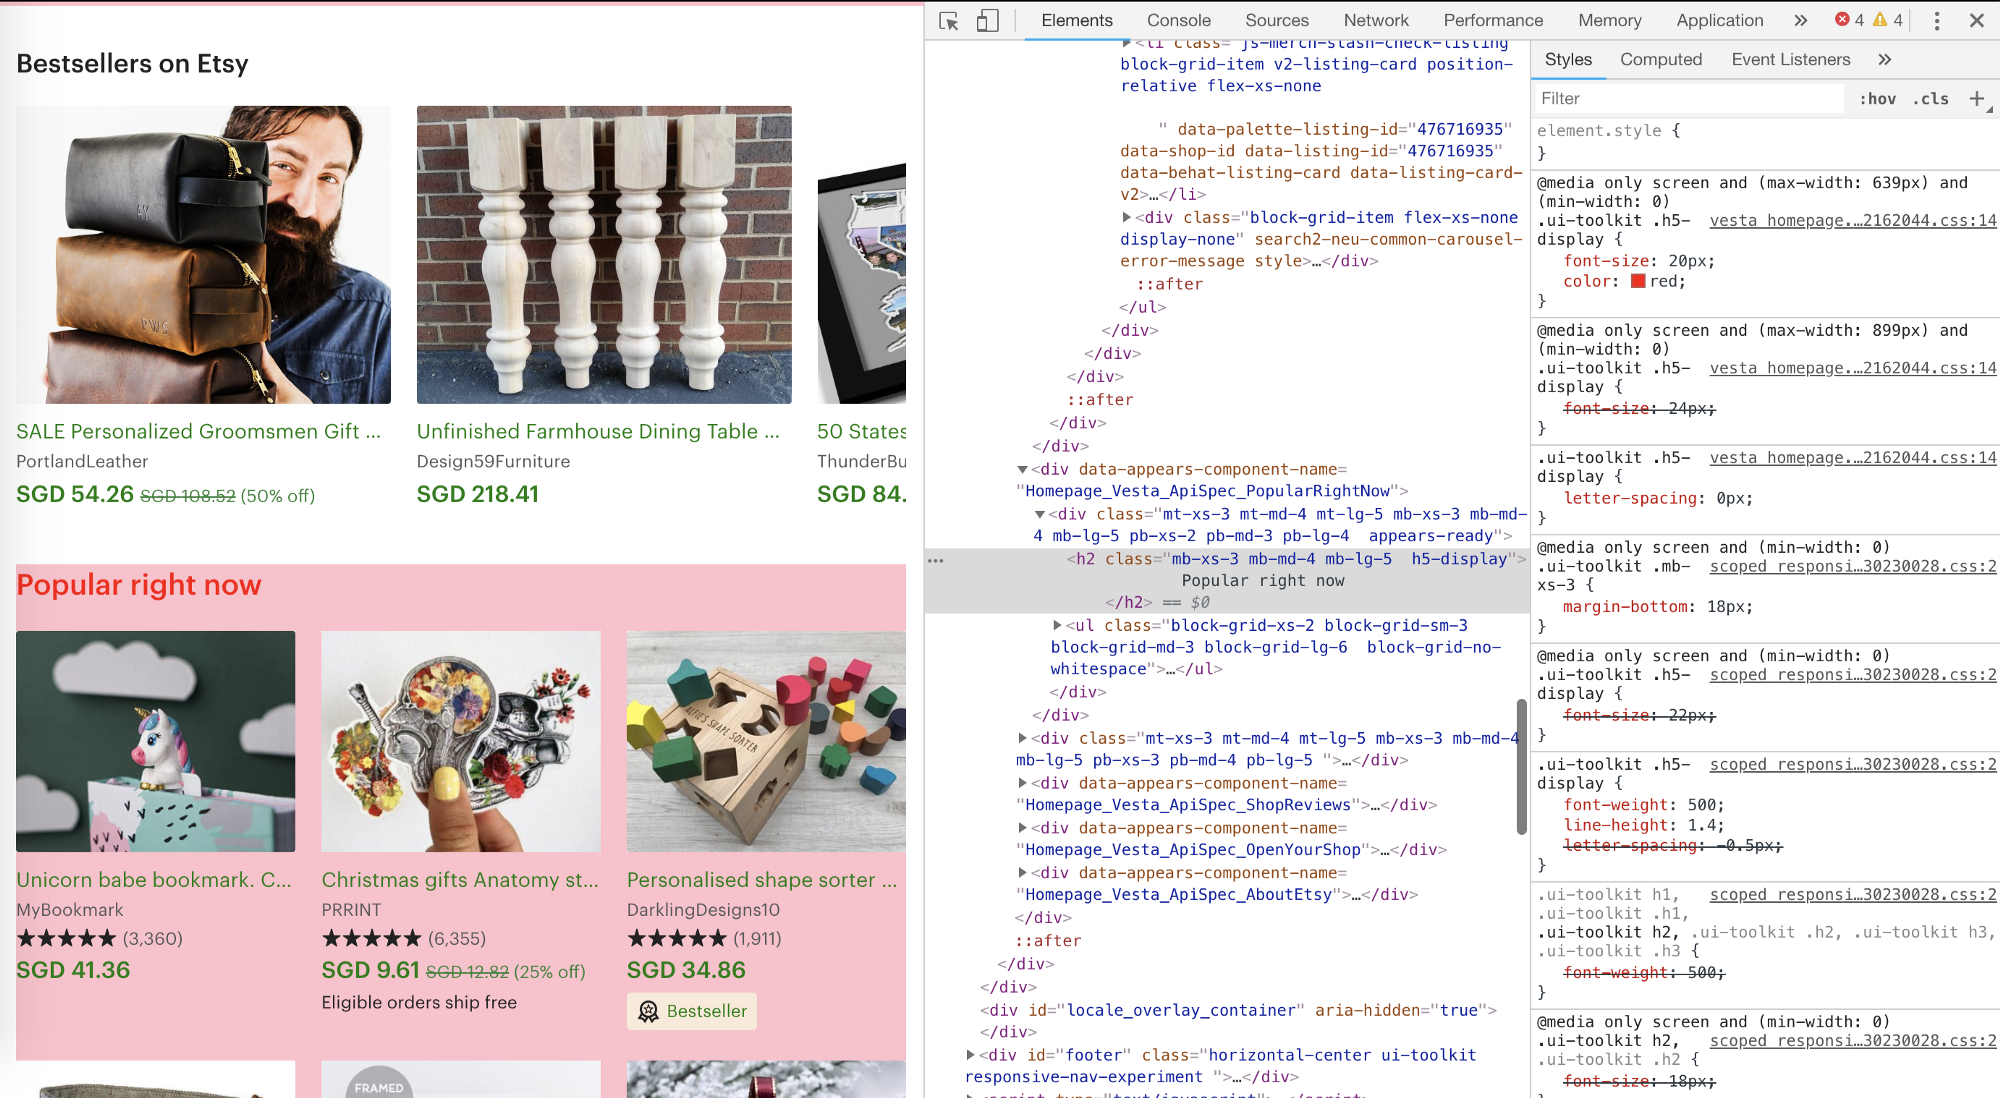 Bestsellers on Etsy
SALE Personalized Groomsmen Gift ...
PortlandLeather
SGD 54.26 SGD 108.52 (50% off)
Unfinished Farmhouse Dining Table ...
Design59Furniture
SGD 218.41
50 States
ThunderBu
SGD 84.
Popular right now
ALFIE'S SHAPE SORTER
Unicorn babe bookmark. C...
MyBookmark
★★★★★ (3,360)
SGD 41.36
Christmas gifts Anatomy st...
PRRINT
★★★★★ (6,355)
SGD 9.61 SGD 12.82 (25% off)
Eligible orders ship free
Personalised shape sorter ...
DarklingDesigns10
★★★★★ (1,911)
SGD 34.86
Bestseller
FRAMED
Elements Console Sources Network Performance Memory Application » 4 4
<li class="js-merch-stash-check-listing
block-grid-item v2-listing-card position-
relative flex-xs-none
" data-palette-listing-id="476716935"
data-shop-id data-listing-id="476716935"
data-behat-listing-card data-listing-card-
v2>…</li>
<div class="block-grid-item flex-xs-none
display-none" search2-neu-common-carousel-
error-message style>…</div>
::after
</ul>
</div>
</div>
</div>
::after
</div>
</div>
<div data-appears-component-name=
"Homepage_Vesta_ApiSpec_PopularRightNow">
<div class="mt-xs-3 mt-md-4 mt-lg-5 mb-xs-3 mb-md-
4 mb-lg-5 pb-xs-2 pb-md-3 pb-lg-4  appears-ready">
<h2 class="mb-xs-3 mb-md-4 mb-lg-5  h5-display">
Popular right now
</h2> == $0
<ul class="block-grid-xs-2 block-grid-sm-3
block-grid-md-3 block-grid-lg-6  block-grid-no-
whitespace">…</ul>
</div>
</div>
<div class="mt-xs-3 mt-md-4 mt-lg-5 mb-xs-3 mb-md-4
mb-lg-5 pb-xs-3 pb-md-4 pb-lg-5 ">…</div>
<div data-appears-component-name=
"Homepage_Vesta_ApiSpec_ShopReviews">…</div>
<div data-appears-component-name=
"Homepage_Vesta_ApiSpec_OpenYourShop">…</div>
<div data-appears-component-name=
"Homepage_Vesta_ApiSpec_AboutEtsy">…</div>
</div>
::after
</div>
</div>
<div id="locale_overlay_container" aria-hidden="true">
</div>
<div id="footer" class="horizontal-center ui-toolkit
responsive-nav-experiment ">…</div>
<script type="text/javascript">…</script>
Styles Computed Event Listeners »
Filter :hov .cls +
element.style {
}
@media only screen and (max-width: 639px) and
(min-width: 0)
.ui-toolkit .h5- vesta_homepage.…2162044.css:14
display {
font-size: 20px;
color: red;
}
@media only screen and (max-width: 899px) and
(min-width: 0)
.ui-toolkit .h5- vesta_homepage.…2162044.css:14
display {
font-size: 24px;
}
.ui-toolkit .h5- vesta_homepage.…2162044.css:14
display {
letter-spacing: 0px;
}
@media only screen and (min-width: 0)
.ui-toolkit .mb- scoped_responsi…30230028.css:2
xs-3 {
margin-bottom: 18px;
}
@media only screen and (min-width: 0)
.ui-toolkit .h5- scoped_responsi…30230028.css:2
display {
font-size: 22px;
}
.ui-toolkit .h5- scoped_responsi…30230028.css:2
display {
font-weight: 500;
line-height: 1.4;
letter-spacing: -0.5px;
}
.ui-toolkit h1, scoped_responsi…30230028.css:2
.ui-toolkit .h1,
.ui-toolkit h2, .ui-toolkit .h2, .ui-toolkit h3,
.ui-toolkit .h3 {
font-weight: 500;
}
@media only screen and (min-width: 0)
.ui-toolkit h2, scoped_responsi…30230028.css:2
.ui-toolkit .h2 {
font-size: 18px;
}